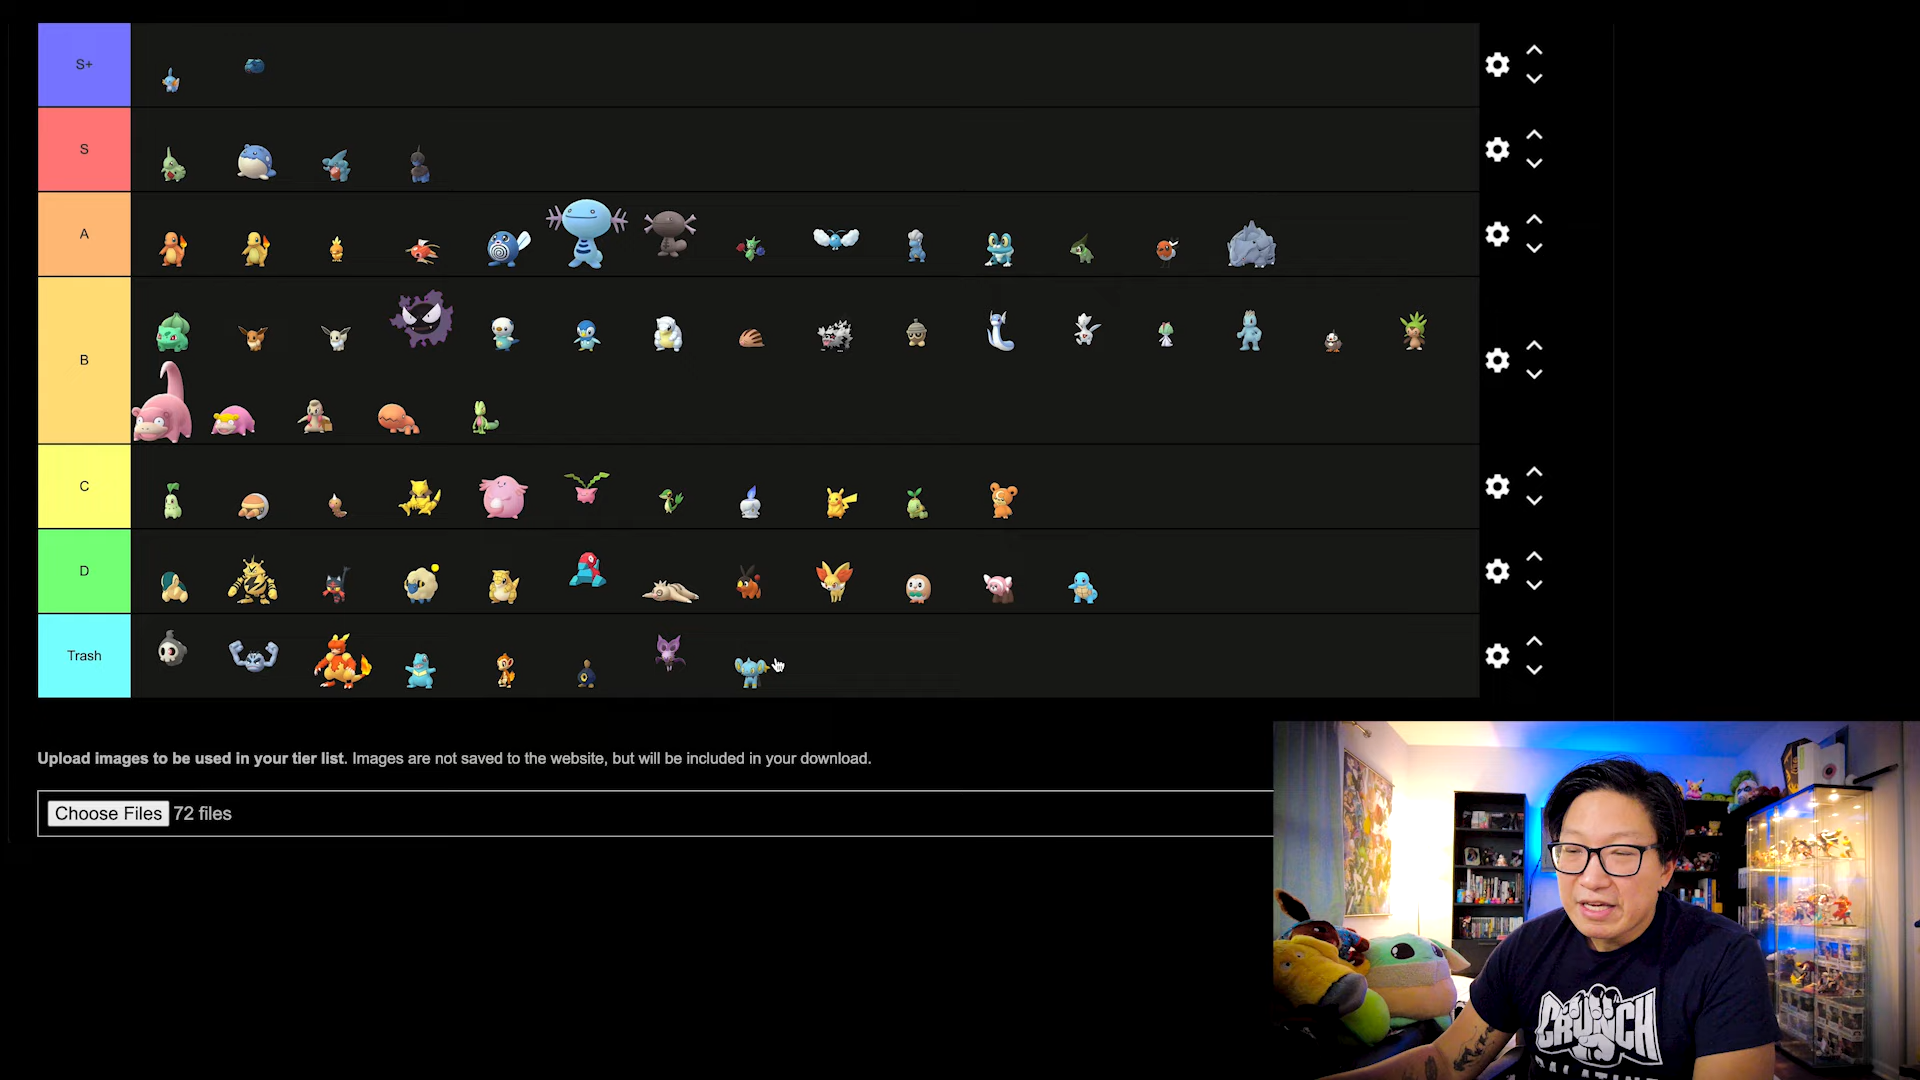 S+
S
A
B
C
D
Trash
Upload images to be used in your tier list. Images are not saved to the website, but will be included in your download.
Choose Files 72 files
CRUNCH